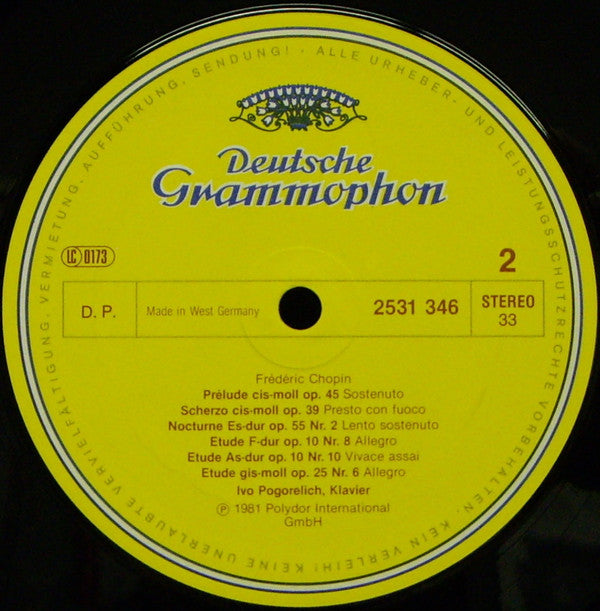 ALLE URHEBER- UND LEISTUNGSSCHUTZRECHTE VORBEHALTEN. KEIN VERLEIH! KEINE UNERLAUBTE VERVIELFÄLTIGUNG, VERMIETUNG, AUFFÜHRUNG, SENDUNG! ·
Deutsche
Grammophon
LC 0173
2
D. P.
Made in West Germany
2531 346
STEREO
33
Frédéric Chopin
Prélude cis-moll op. 45 Sostenuto
Scherzo cis-moll op. 39 Presto con fuoco
Nocturne Es-dur op. 55 Nr. 2 Lento sostenuto
Etude F-dur op. 10 Nr. 8 Allegro
Etude As-dur op. 10 Nr. 10 Vivace assai
Etude gis-moll op. 25 Nr. 6 Allegro
Ivo Pogorelich, Klavier
Ⓟ 1981 Polydor International
GmbH